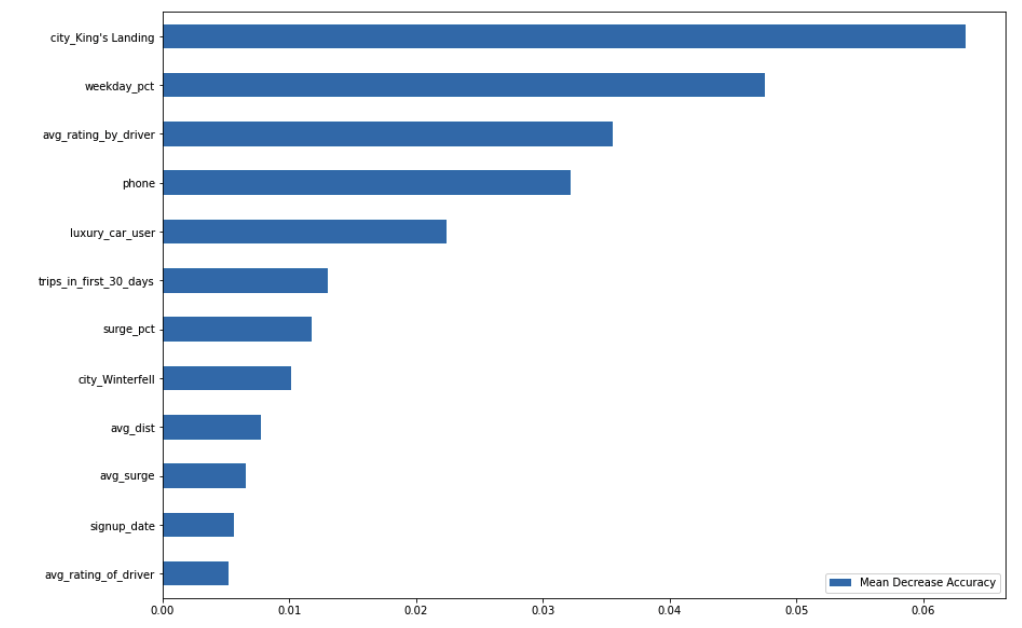 city_King's Landing
weekday_pct
avg_rating_by_driver
phone
luxury_car_user
trips_in_first_30_days
surge_pct
city_Winterfell
avg_dist
avg_surge
signup_date
avg_rating_of_driver
Mean Decrease Accuracy
0.00 0.01 0.02 0.03 0.04 0.05 0.06